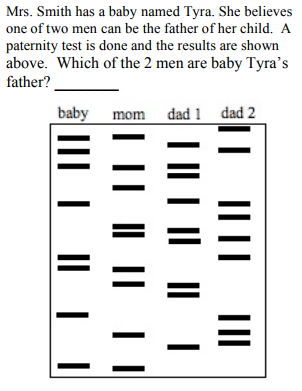 Mrs. Smith has a baby named Tyra. She believes
one of two men can be the father of her child.  A
paternity test is done and the results are shown
above.  Which of the 2 men are baby Tyra's
father? _________
baby mom dad 1 dad 2